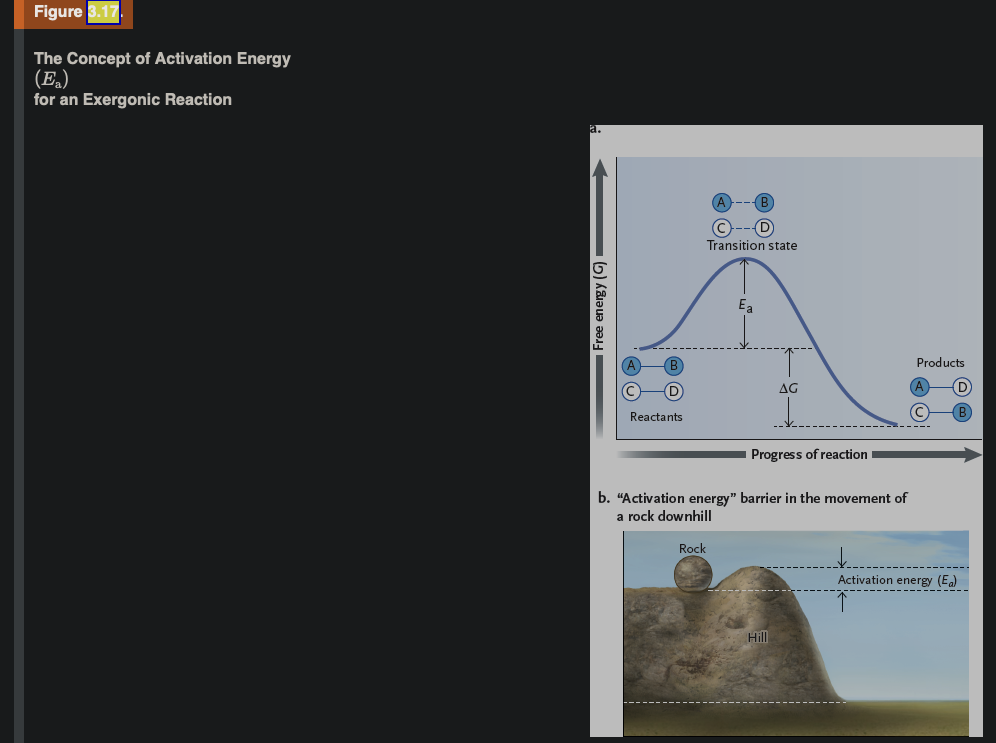 Figure 3.17.
The Concept of Activation Energy
(Ea)
for an Exergonic Reaction
a.
Free energy (G)
A B
C D
Transition state
Ea
A B
C D
Reactants
ΔG
Products
A D
C B
Progress of reaction
b. “Activation energy” barrier in the movement of
a rock downhill
Rock
Activation energy (Ea)
Hill